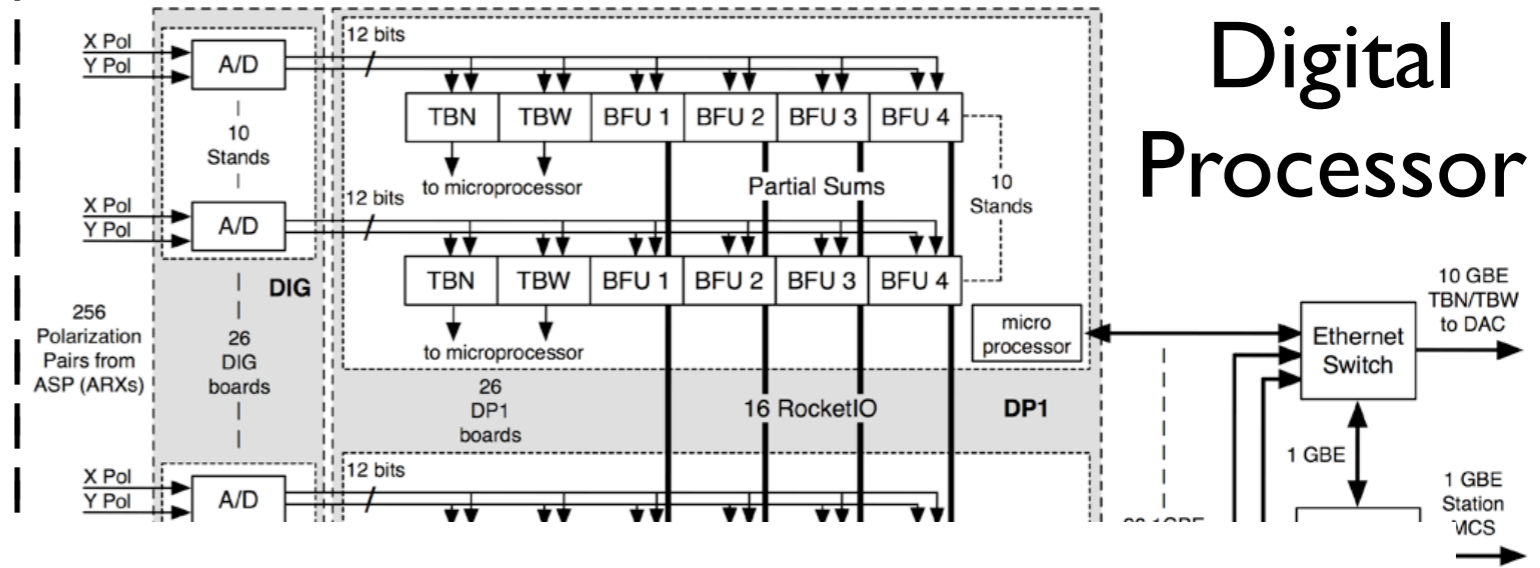 Digital
Processor
X Pol
Y Pol
A/D
12 bits
TBN
TBW
BFU 1
BFU 2
BFU 3
BFU 4
10
Stands
to microprocessor
Partial Sums
10
Stands
X Pol
Y Pol
A/D
12 bits
TBN
TBW
BFU 1
BFU 2
BFU 3
BFU 4
DIG
to microprocessor
micro
processor
256
Polarization
Pairs from
ASP (ARXs)
26
DIG
boards
26
DP1
boards
16 RocketIO
DP1
Ethernet
Switch
10 GBE
TBN/TBW
to DAC
1 GBE
1 GBE
Station
MCS
X Pol
Y Pol
A/D
12 bits